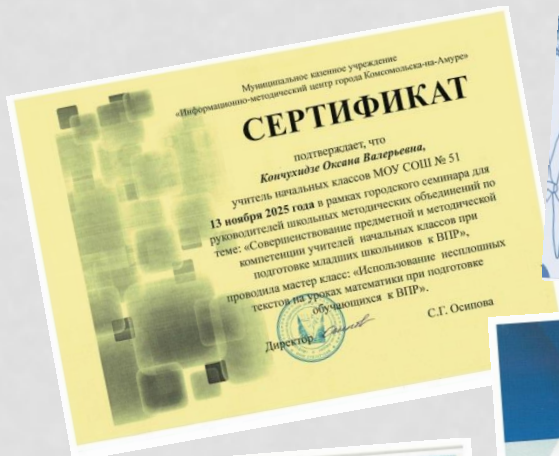 Муниципальное казенное учреждение
«Информационно-методический центр города Комсомольска-на-Амуре»
СЕРТИФИКАТ
подтверждает, что
Кончухидзе Оксана Валерьевна,
учитель начальных классов МОУ СОШ № 51
13 ноября 2025 года в рамках городского семинара для
руководителей школьных методических объединений по
теме: «Совершенствование предметной и методической
компетенции учителей начальных классов при
подготовке младших школьников к ВПР»,
проводила мастер класс: «Использование несплошных
текстов на уроках математики при подготовке
обучающихся к ВПР».
Директор С.Г. Осипова